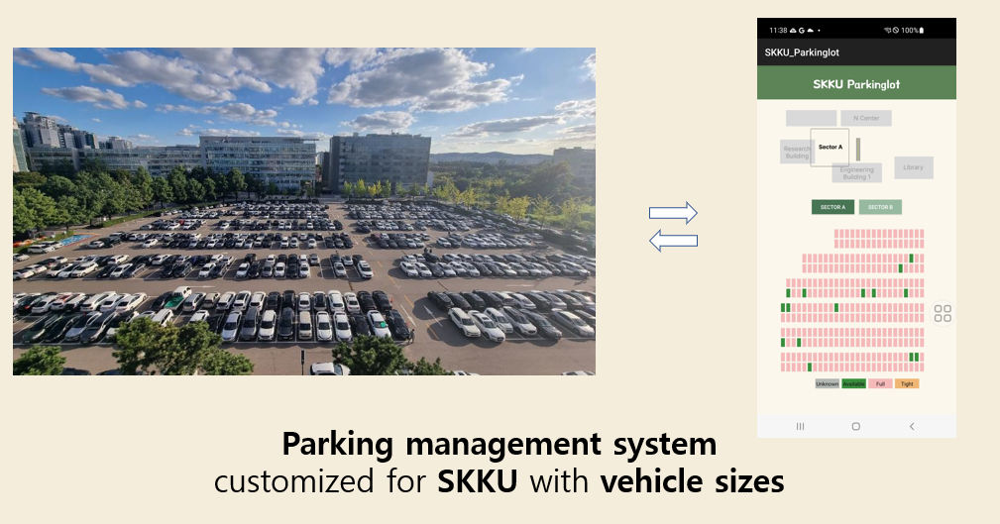 11:38
100%
SKKU_Parkinglot
SKKU Parkinglot
N Center
Research
Building
Sector A
Engineering
Building 1
Library
SECTOR A SECTOR B
Unknown Available Full Tight
Parking management system
customized for SKKU with vehicle sizes